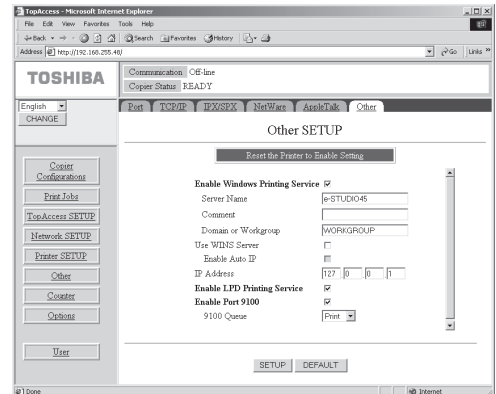 TopAccess - Microsoft Internet Explorer
File Edit View Favorites Tools Help
Back Search Favorites History
Address http://192.168.255.48/ Go Links »
TOSHIBA
Communication Off-line
Copier Status READY
English
CHANGE
Port TCP/IP IPX/SPX NetWare AppleTalk Other
Other SETUP
Reset the Printer to Enable Setting
Copier Configurations
Print Jobs
TopAccess SETUP
Network SETUP
Printer SETUP
Other
Counter
Options
User
Enable Windows Printing Service
Server Name e-STUDIO45
Comment
Domain or Workgroup WORKGROUP
Use WINS Server
Enable Auto IP
IP Address 127 .0 .0 .1
Enable LPD Printing Service
Enable Port 9100
9100 Queue Print
SETUP DEFAULT
Done Internet